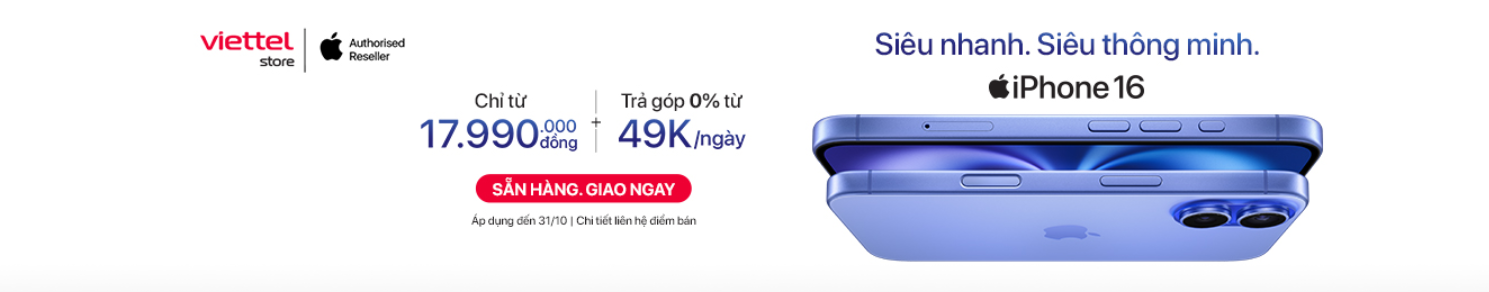 viettel
store
Authorised
Reseller
Siêu nhanh. Siêu thông minh.
iPhone 16
Chỉ từ
17.990.000 đồng
+
Trả góp 0% từ
49K/ngày
SẴN HÀNG. GIAO NGAY
Áp dụng đến 31/10 | Chi tiết liên hệ điểm bán